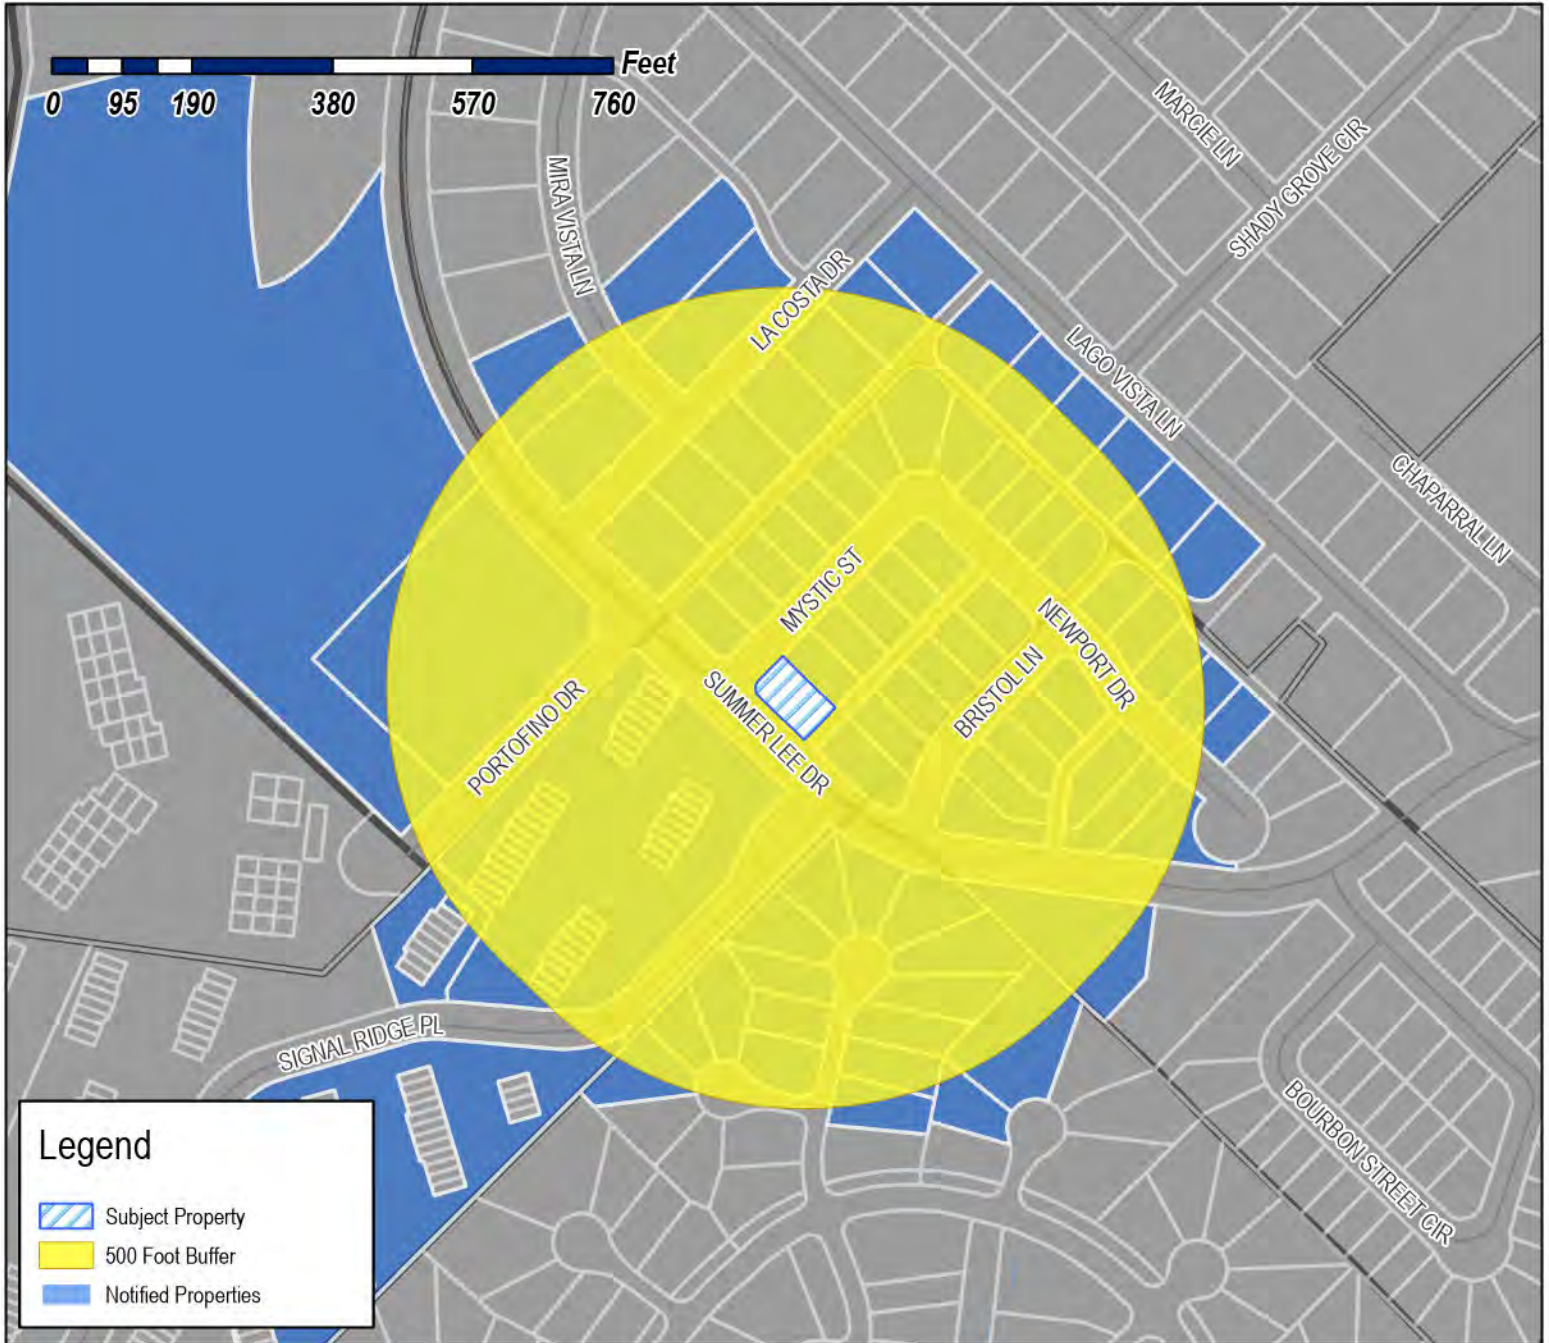 Feet
0 95 190 380 570 760
MARCIE LN
SHADY GROVE CIR
MIRA VISTA LN
LA COSTA DR
LAGO VISTA LN
CHAPARRAL LN
MYSTIC ST
NEWPORT DR
BRISTOL LN
PORTOFINO DR
SUMMER LEE DR
SIGNAL RIDGE PL
BOURBON STREET CIR
Legend
Subject Property
500 Foot Buffer
Notified Properties